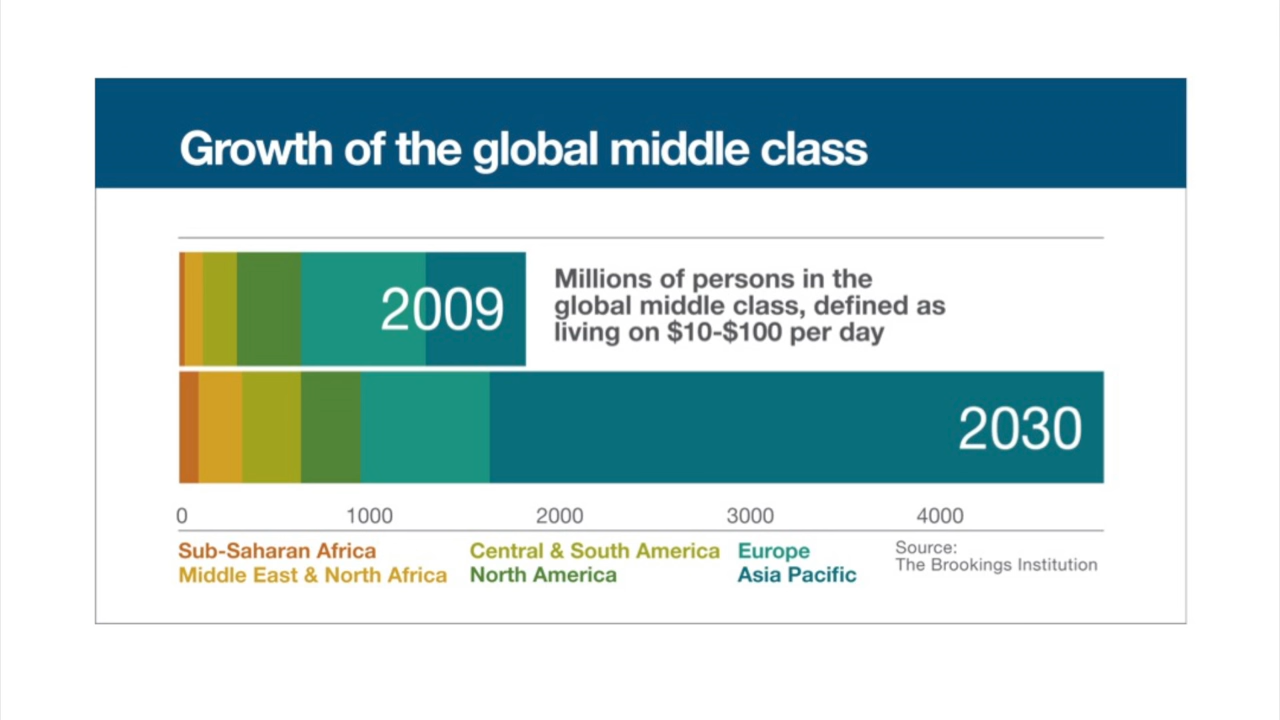 Growth of the global middle class
2009
Millions of persons in the
global middle class, defined as
living on $10-$100 per day
2030
0 1000 2000 3000 4000
Sub-Saharan Africa
Middle East & North Africa
Central & South America
North America
Europe
Asia Pacific
Source:
The Brookings Institution